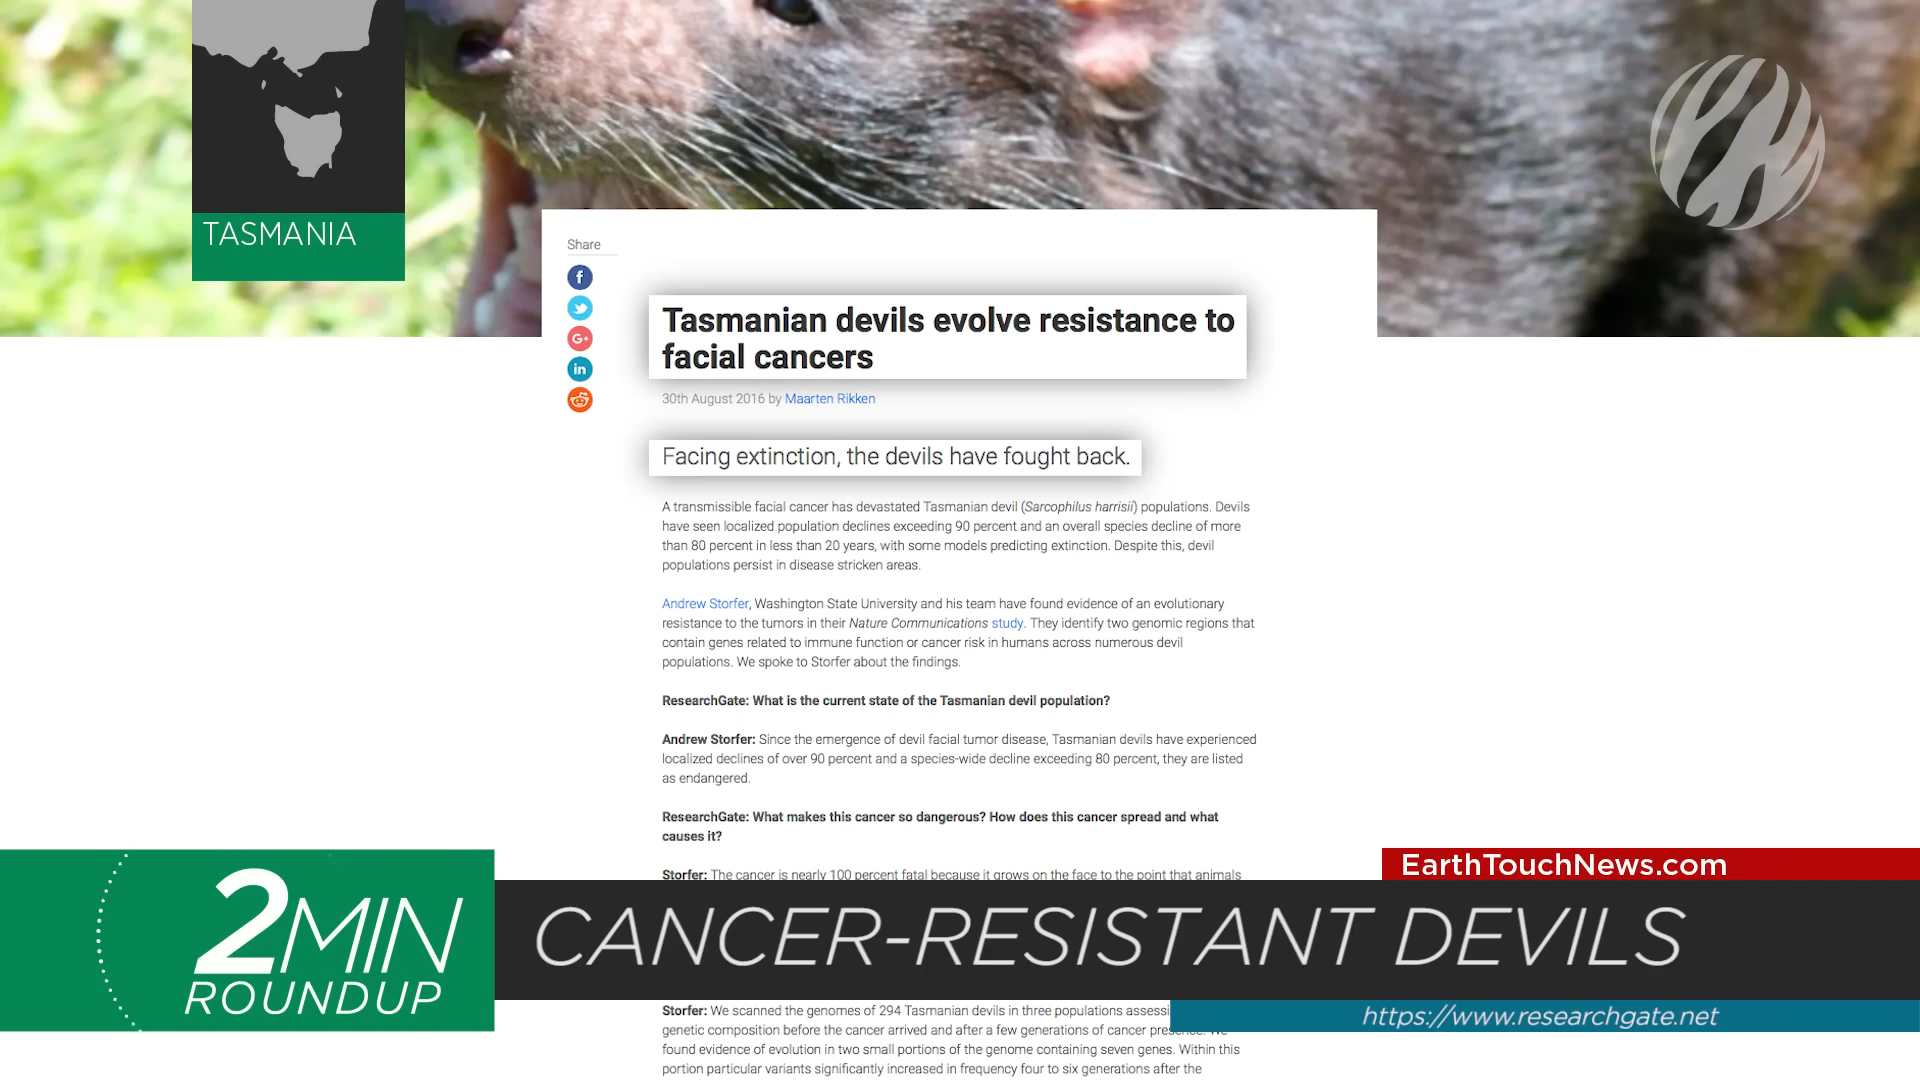 TASMANIA
Share
Tasmanian devils evolve resistance to
facial cancers
30th August 2016 by Maarten Rikken
Facing extinction, the devils have fought back.
A transmissible facial cancer has devastated Tasmanian devil (Sarcophilus harrisii) populations. Devils
have seen localized population declines exceeding 90 percent and an overall species decline of more
than 80 percent in less than 20 years, with some models predicting extinction. Despite this, devil
populations persist in disease stricken areas.
Andrew Storfer, Washington State University and his team have found evidence of an evolutionary
resistance to the tumors in their Nature Communications study. They identify two genomic regions that
contain genes related to immune function or cancer risk in humans across numerous devil
populations. We spoke to Storfer about the findings.
ResearchGate: What is the current state of the Tasmanian devil population?
Andrew Storfer: Since the emergence of devil facial tumor disease, Tasmanian devils have experienced
localized declines of over 90 percent and a species-wide decline exceeding 80 percent, they are listed
as endangered.
ResearchGate: What makes this cancer so dangerous? How does this cancer spread and what
causes it?
Storfer: The cancer is nearly 100 percent fatal because it grows on the face to the point that animals
EarthTouchNews.com
2MIN
ROUNDUP
CANCER-RESISTANT DEVILS
https://www.researchgate.net
Storfer: We scanned the genomes of 294 Tasmanian devils in three populations
genetic composition before the cancer arrived and after a few generations of cancer
found evidence of evolution in two small portions of the genome containing seven genes. Within this
portion particular variants significantly increased in frequency four to six generations after the